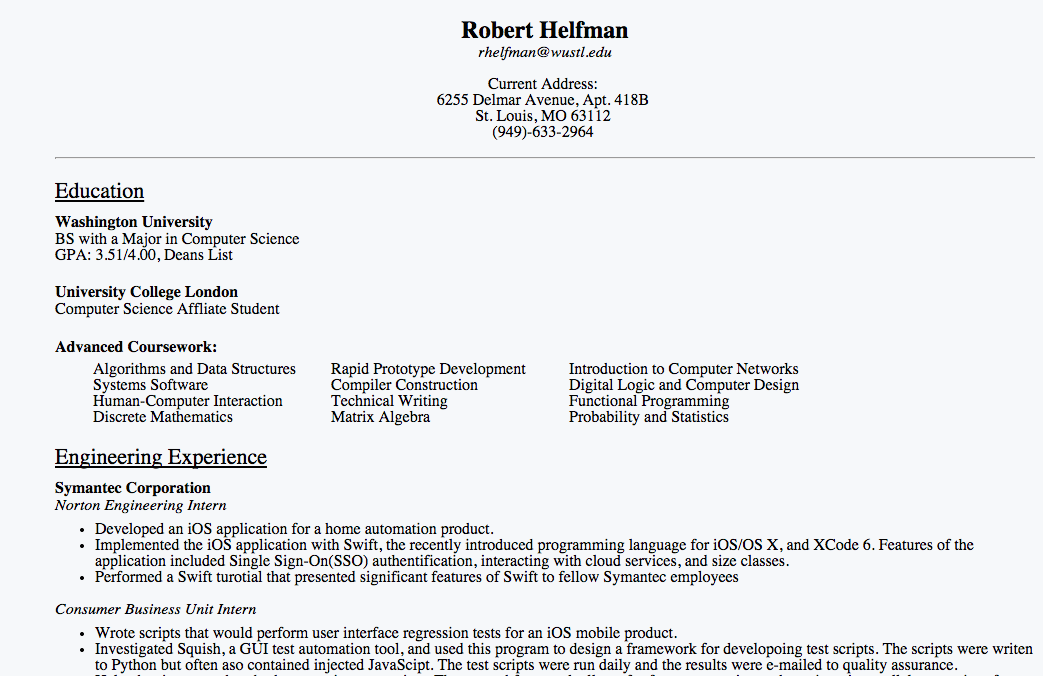 Robert Helfman
rhelfman@wustl.edu
Current Address:
6255 Delmar Avenue, Apt. 418B
St. Louis, MO 63112
(949)-633-2964
Education
Washington University
BS with a Major in Computer Science
GPA: 3.51/4.00, Deans List
University College London
Computer Science Affliate Student
Advanced Coursework:
Algorithms and Data Structures Rapid Prototype Development Introduction to Computer Networks
Systems Software Compiler Construction Digital Logic and Computer Design
Human-Computer Interaction Technical Writing Functional Programming
Discrete Mathematics Matrix Algebra Probability and Statistics
Engineering Experience
Symantec Corporation
Norton Engineering Intern
• Developed an iOS application for a home automation product.
• Implemented the iOS application with Swift, the recently introduced programming language for iOS/OS X, and XCode 6. Features of the
application included Single Sign-On(SSO) authentification, interacting with cloud services, and size classes.
• Performed a Swift turotial that presented significant features of Swift to fellow Symantec employees
Consumer Business Unit Intern
• Wrote scripts that would perform user interface regression tests for an iOS mobile product.
• Investigated Squish, a GUI test automation tool, and used this program to design a framework for developoing test scripts. The scripts were writen
to Python but often aso contained injected JavaScipt. The test scripts were run daily and the results were e-mailed to quality assurance.